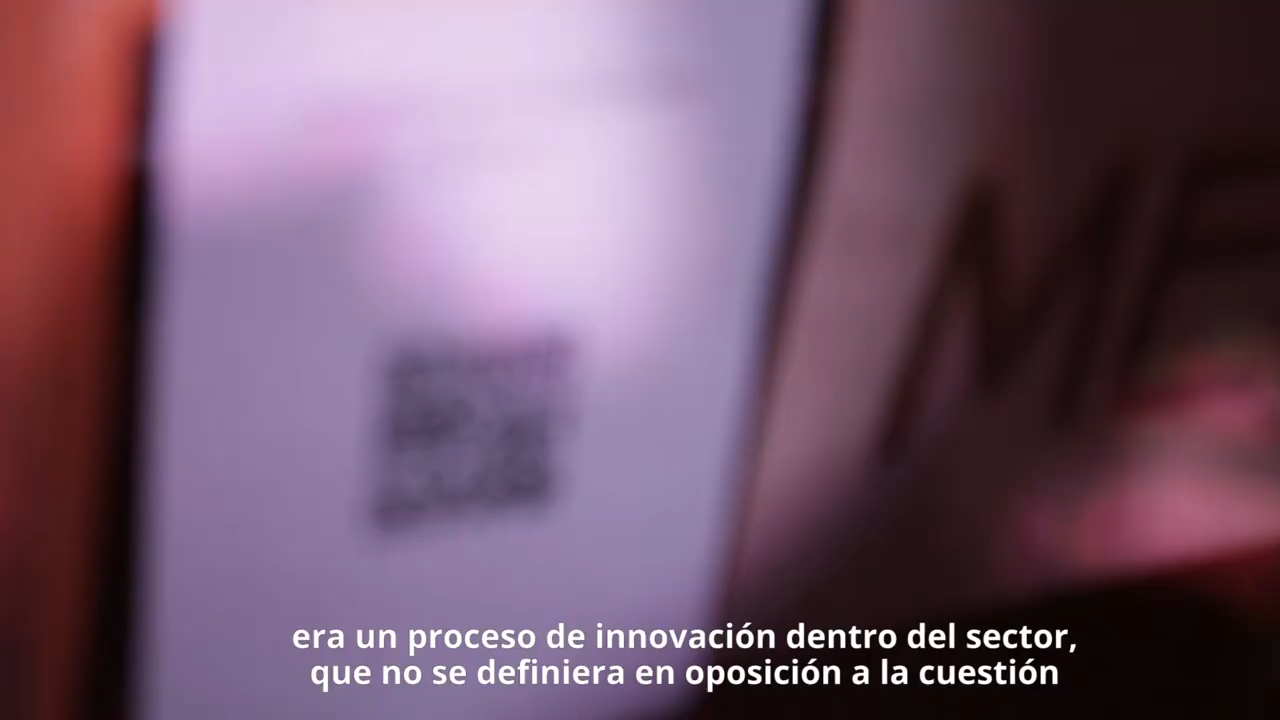 era un proceso de innovación dentro del sector,
que no se definiera en oposición a la cuestión